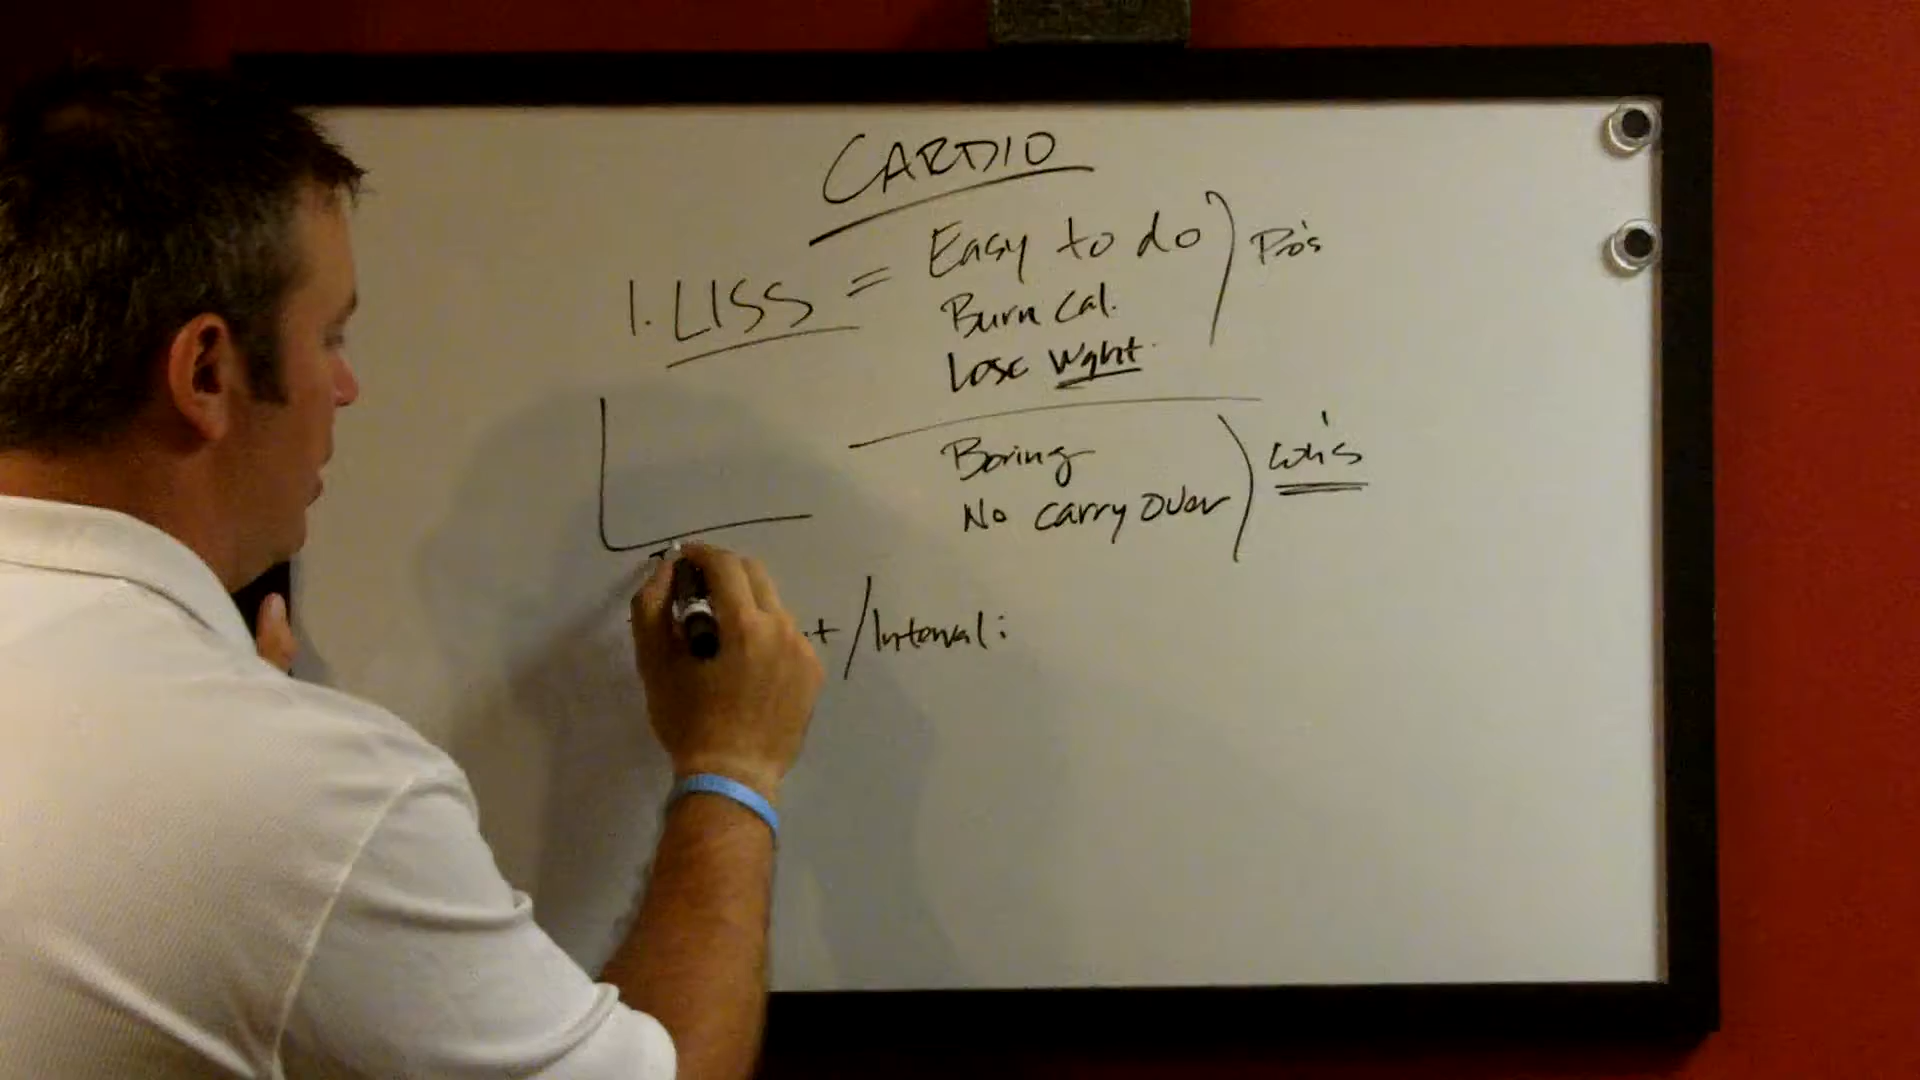 CARDIO
1. LISS = Easy to do
Burn Cal.
Lose Wght.
Pro's
Boring
No carry over
Con's
/Interval: